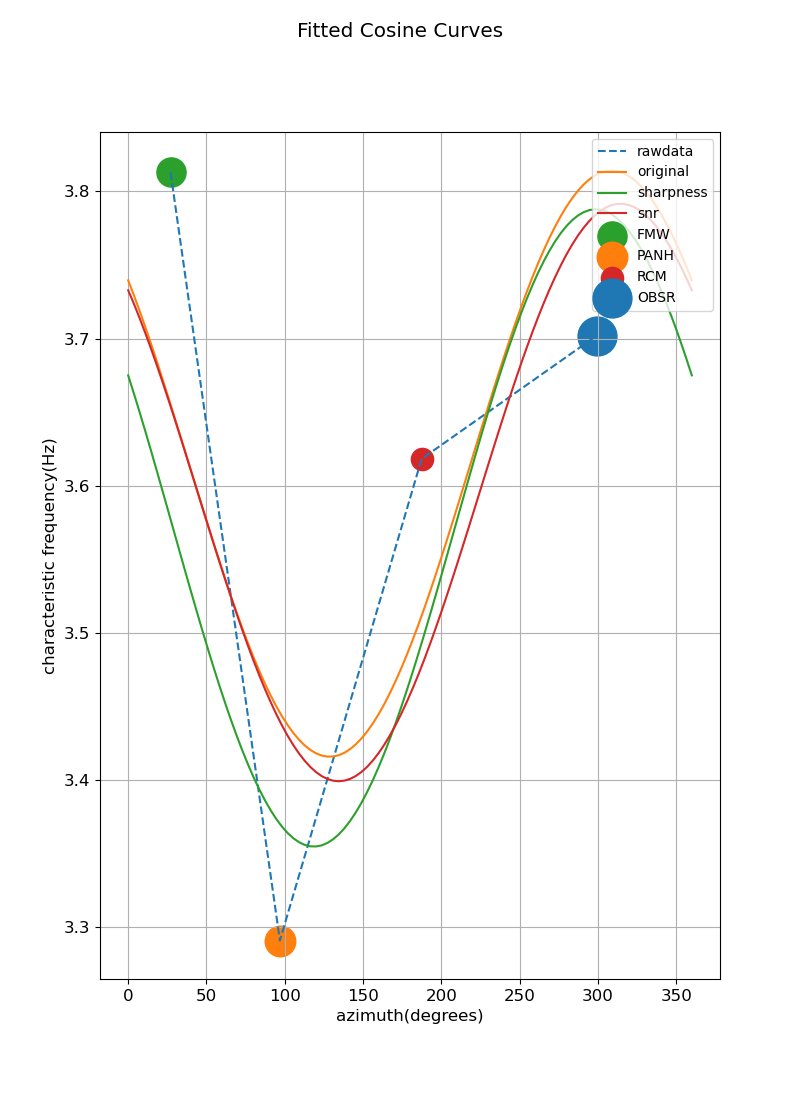 Fitted Cosine Curves
rawdata
original
sharpness
snr
FMW
PANH
RCM
OBSR
3.8
3.7
3.6
3.5
3.4
3.3
characteristic frequency(Hz)
0 50 100 150 200 250 300 350
azimuth(degrees)